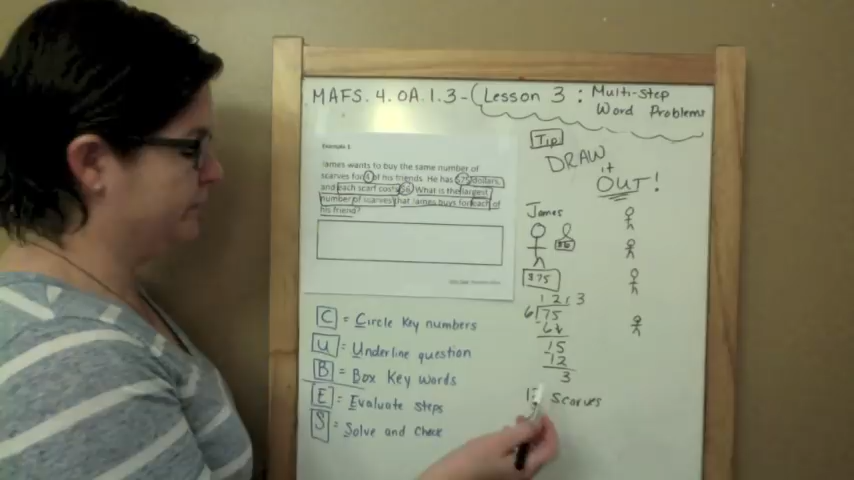 MAFS.4.OA.1.3 - Lesson 3: Multi-step
Word Problems
Example 1
James wants to buy the same number of
scarves for 4 of his friends. He has $75 dollars,
and each scarf costs $6. What is the largest
number of scarves that James buys for each of
his friend?
C = Circle Key numbers
U = Underline question
B = Box Key Words
E = Evaluate steps
S = Solve and Check
Tip
DRAW
it
OUT!
James
$6
$75
12 r 3
6 75
- 6
15
- 12
3
scarves